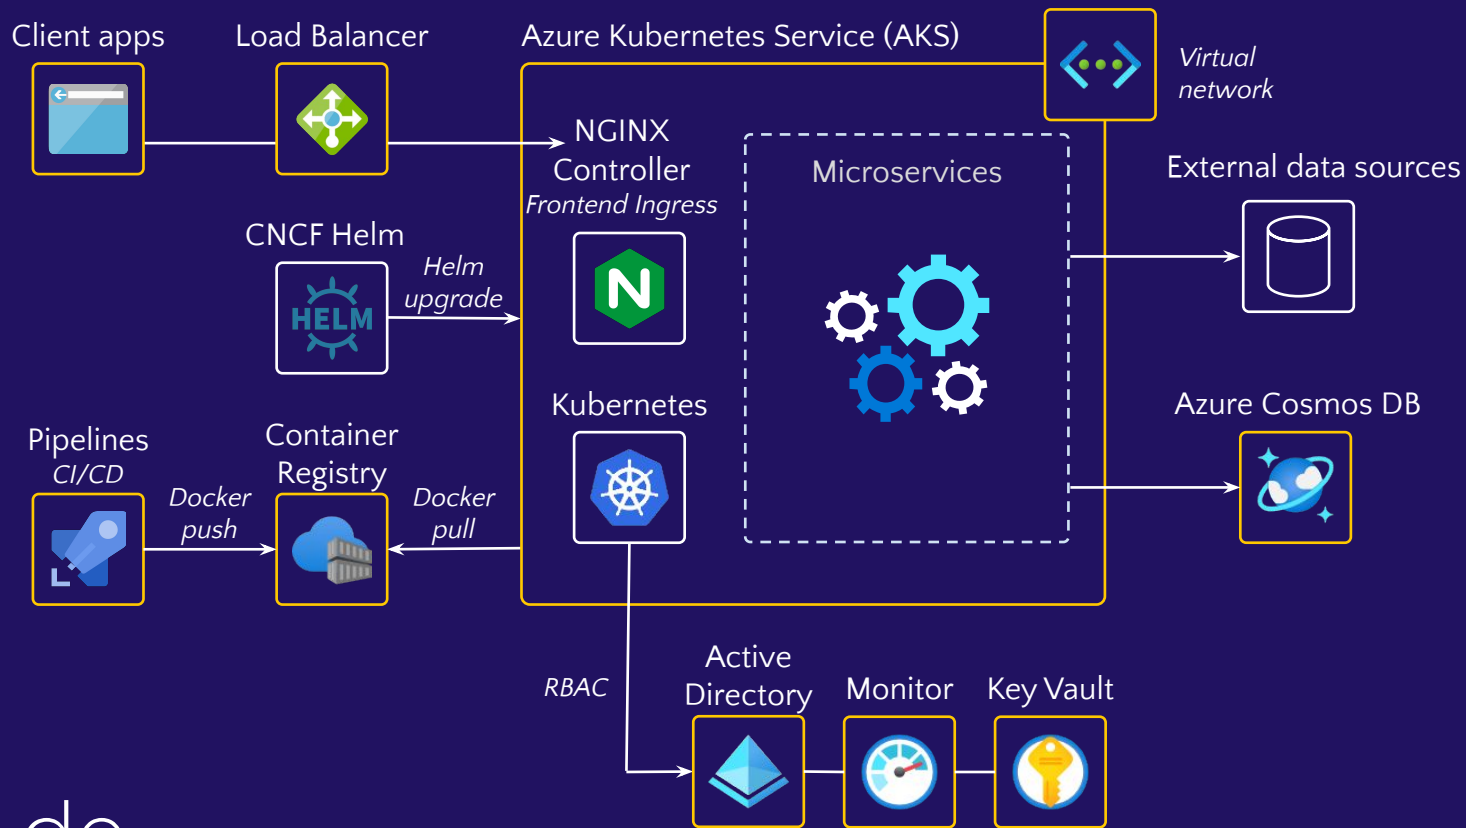 Client apps
Load Balancer
Azure Kubernetes Service (AKS)
Virtual
network
NGINX
Controller
Frontend Ingress
Microservices
External data sources
CNCF Helm
HELM
Helm
upgrade
N
Kubernetes
Azure Cosmos DB
Pipelines
CI/CD
Container
Registry
Docker
push
Docker
pull
RBAC
Active
Directory
Monitor
Key Vault